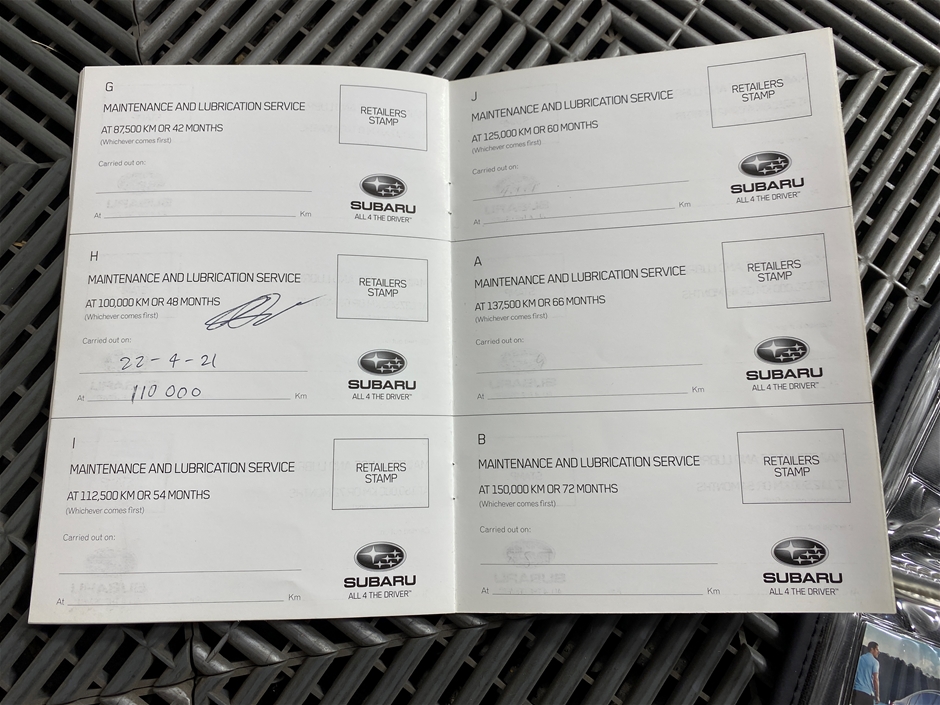 G
MAINTENANCE AND LUBRICATION SERVICE
AT 87,500 KM OR 42 MONTHS
(Whichever comes first)
Carried out on:
At Km
RETAILERS
STAMP
SUBARU
ALL 4 THE DRIVER™
H
MAINTENANCE AND LUBRICATION SERVICE
AT 100,000 KM OR 48 MONTHS
(Whichever comes first)
Carried out on:
22-4-21
At 110 000 Km
RETAILERS
STAMP
SUBARU
ALL 4 THE DRIVER™
I
MAINTENANCE AND LUBRICATION SERVICE
AT 112,500 KM OR 54 MONTHS
(Whichever comes first)
Carried out on:
At Km
RETAILERS
STAMP
SUBARU
ALL 4 THE DRIVER™
J
MAINTENANCE AND LUBRICATION SERVICE
AT 125,000 KM OR 60 MONTHS
(Whichever comes first)
Carried out on:
At Km
RETAILERS
STAMP
SUBARU
ALL 4 THE DRIVER™
A
MAINTENANCE AND LUBRICATION SERVICE
AT 137,500 KM OR 66 MONTHS
(Whichever comes first)
Carried out on:
At Km
RETAILERS
STAMP
SUBARU
ALL 4 THE DRIVER™
B
MAINTENANCE AND LUBRICATION SERVICE
AT 150,000 KM OR 72 MONTHS
(Whichever comes first)
Carried out on:
At Km
RETAILERS
STAMP
SUBARU
ALL 4 THE DRIVER™